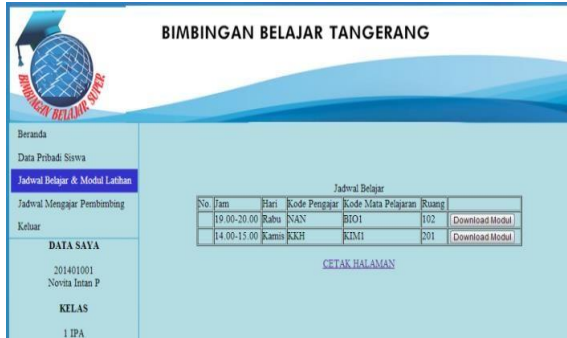 BIMBINGAN BELAJAR TANGERANG
BIMBINGAN BELAJAR SUPER
Beranda
Data Pribadi Siswa
Jadwal Belajar & Modul Latihan
Jadwal Mengajar Pembimbing
Keluar
DATA SAYA
201401001
Novita Intan P
KELAS
1 IPA
Jadwal Belajar
No. Jam Hari Kode Pengajar Kode Mata Pelajaran Ruang
19.00-20.00 Rabu NAN BIO1 102 Download Modul
14.00-15.00 Kamis KKH KIM1 201 Download Modul
CETAK HALAMAN